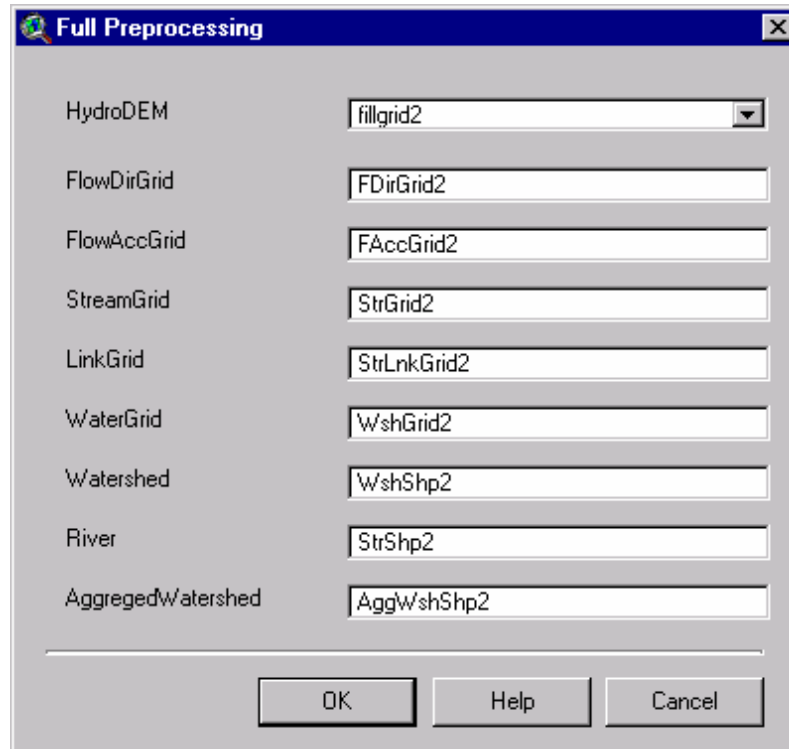 Full Preprocessing
HydroDEM fillgrid2
FlowDirGrid FDirGrid2
FlowAccGrid FAccGrid2
StreamGrid StrGrid2
LinkGrid StrLnkGrid2
WaterGrid WshGrid2
Watershed WshShp2
River StrShp2
AggregedWatershed AggWshShp2
OK Help Cancel